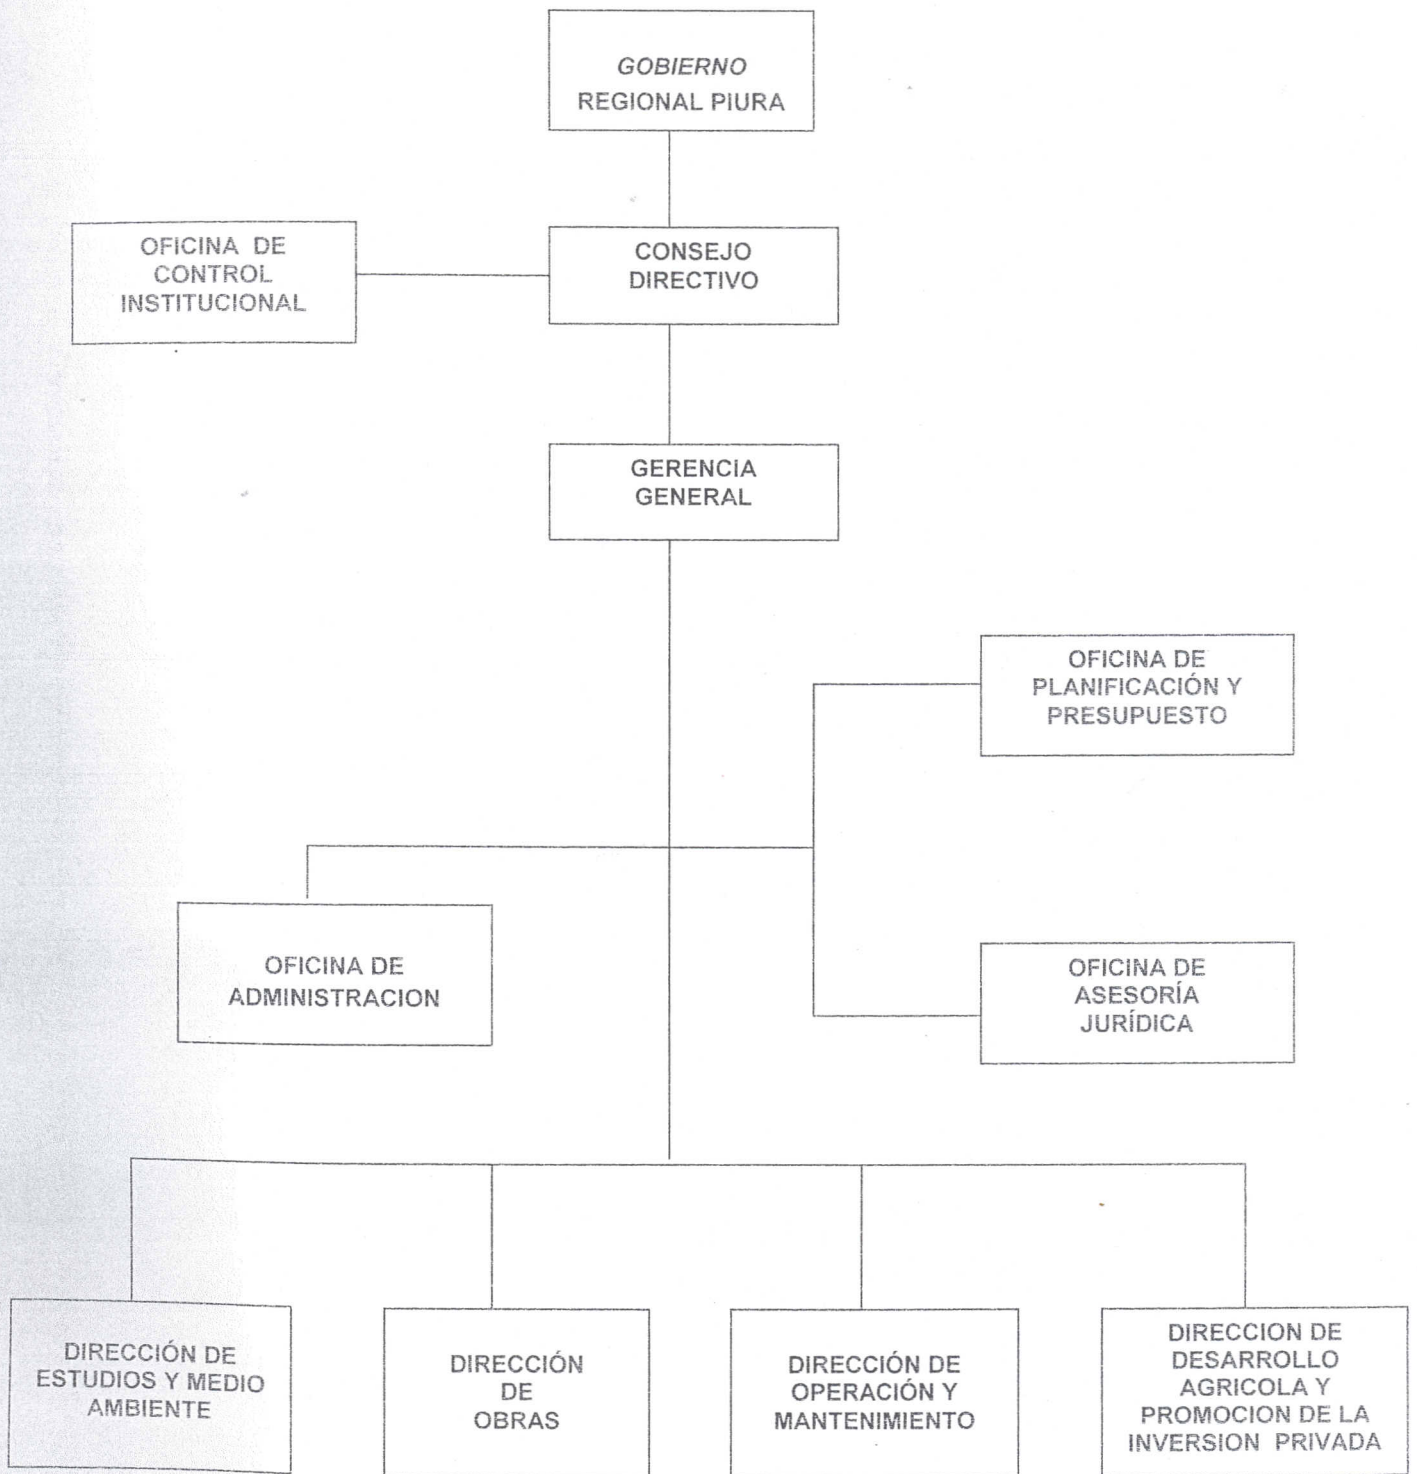 GOBIERNO
REGIONAL PIURA
OFICINA DE
CONTROL
INSTITUCIONAL
CONSEJO
DIRECTIVO
GERENCIA
GENERAL
OFICINA DE
PLANIFICACIÓN Y
PRESUPUESTO
OFICINA DE
ADMINISTRACION
OFICINA DE
ASESORÍA
JURÍDICA
DIRECCIÓN DE
ESTUDIOS Y MEDIO
AMBIENTE
DIRECCIÓN
DE
OBRAS
DIRECCIÓN DE
OPERACIÓN Y
MANTENIMIENTO
DIRECCION DE
DESARROLLO
AGRICOLA Y
PROMOCION DE LA
INVERSION PRIVADA